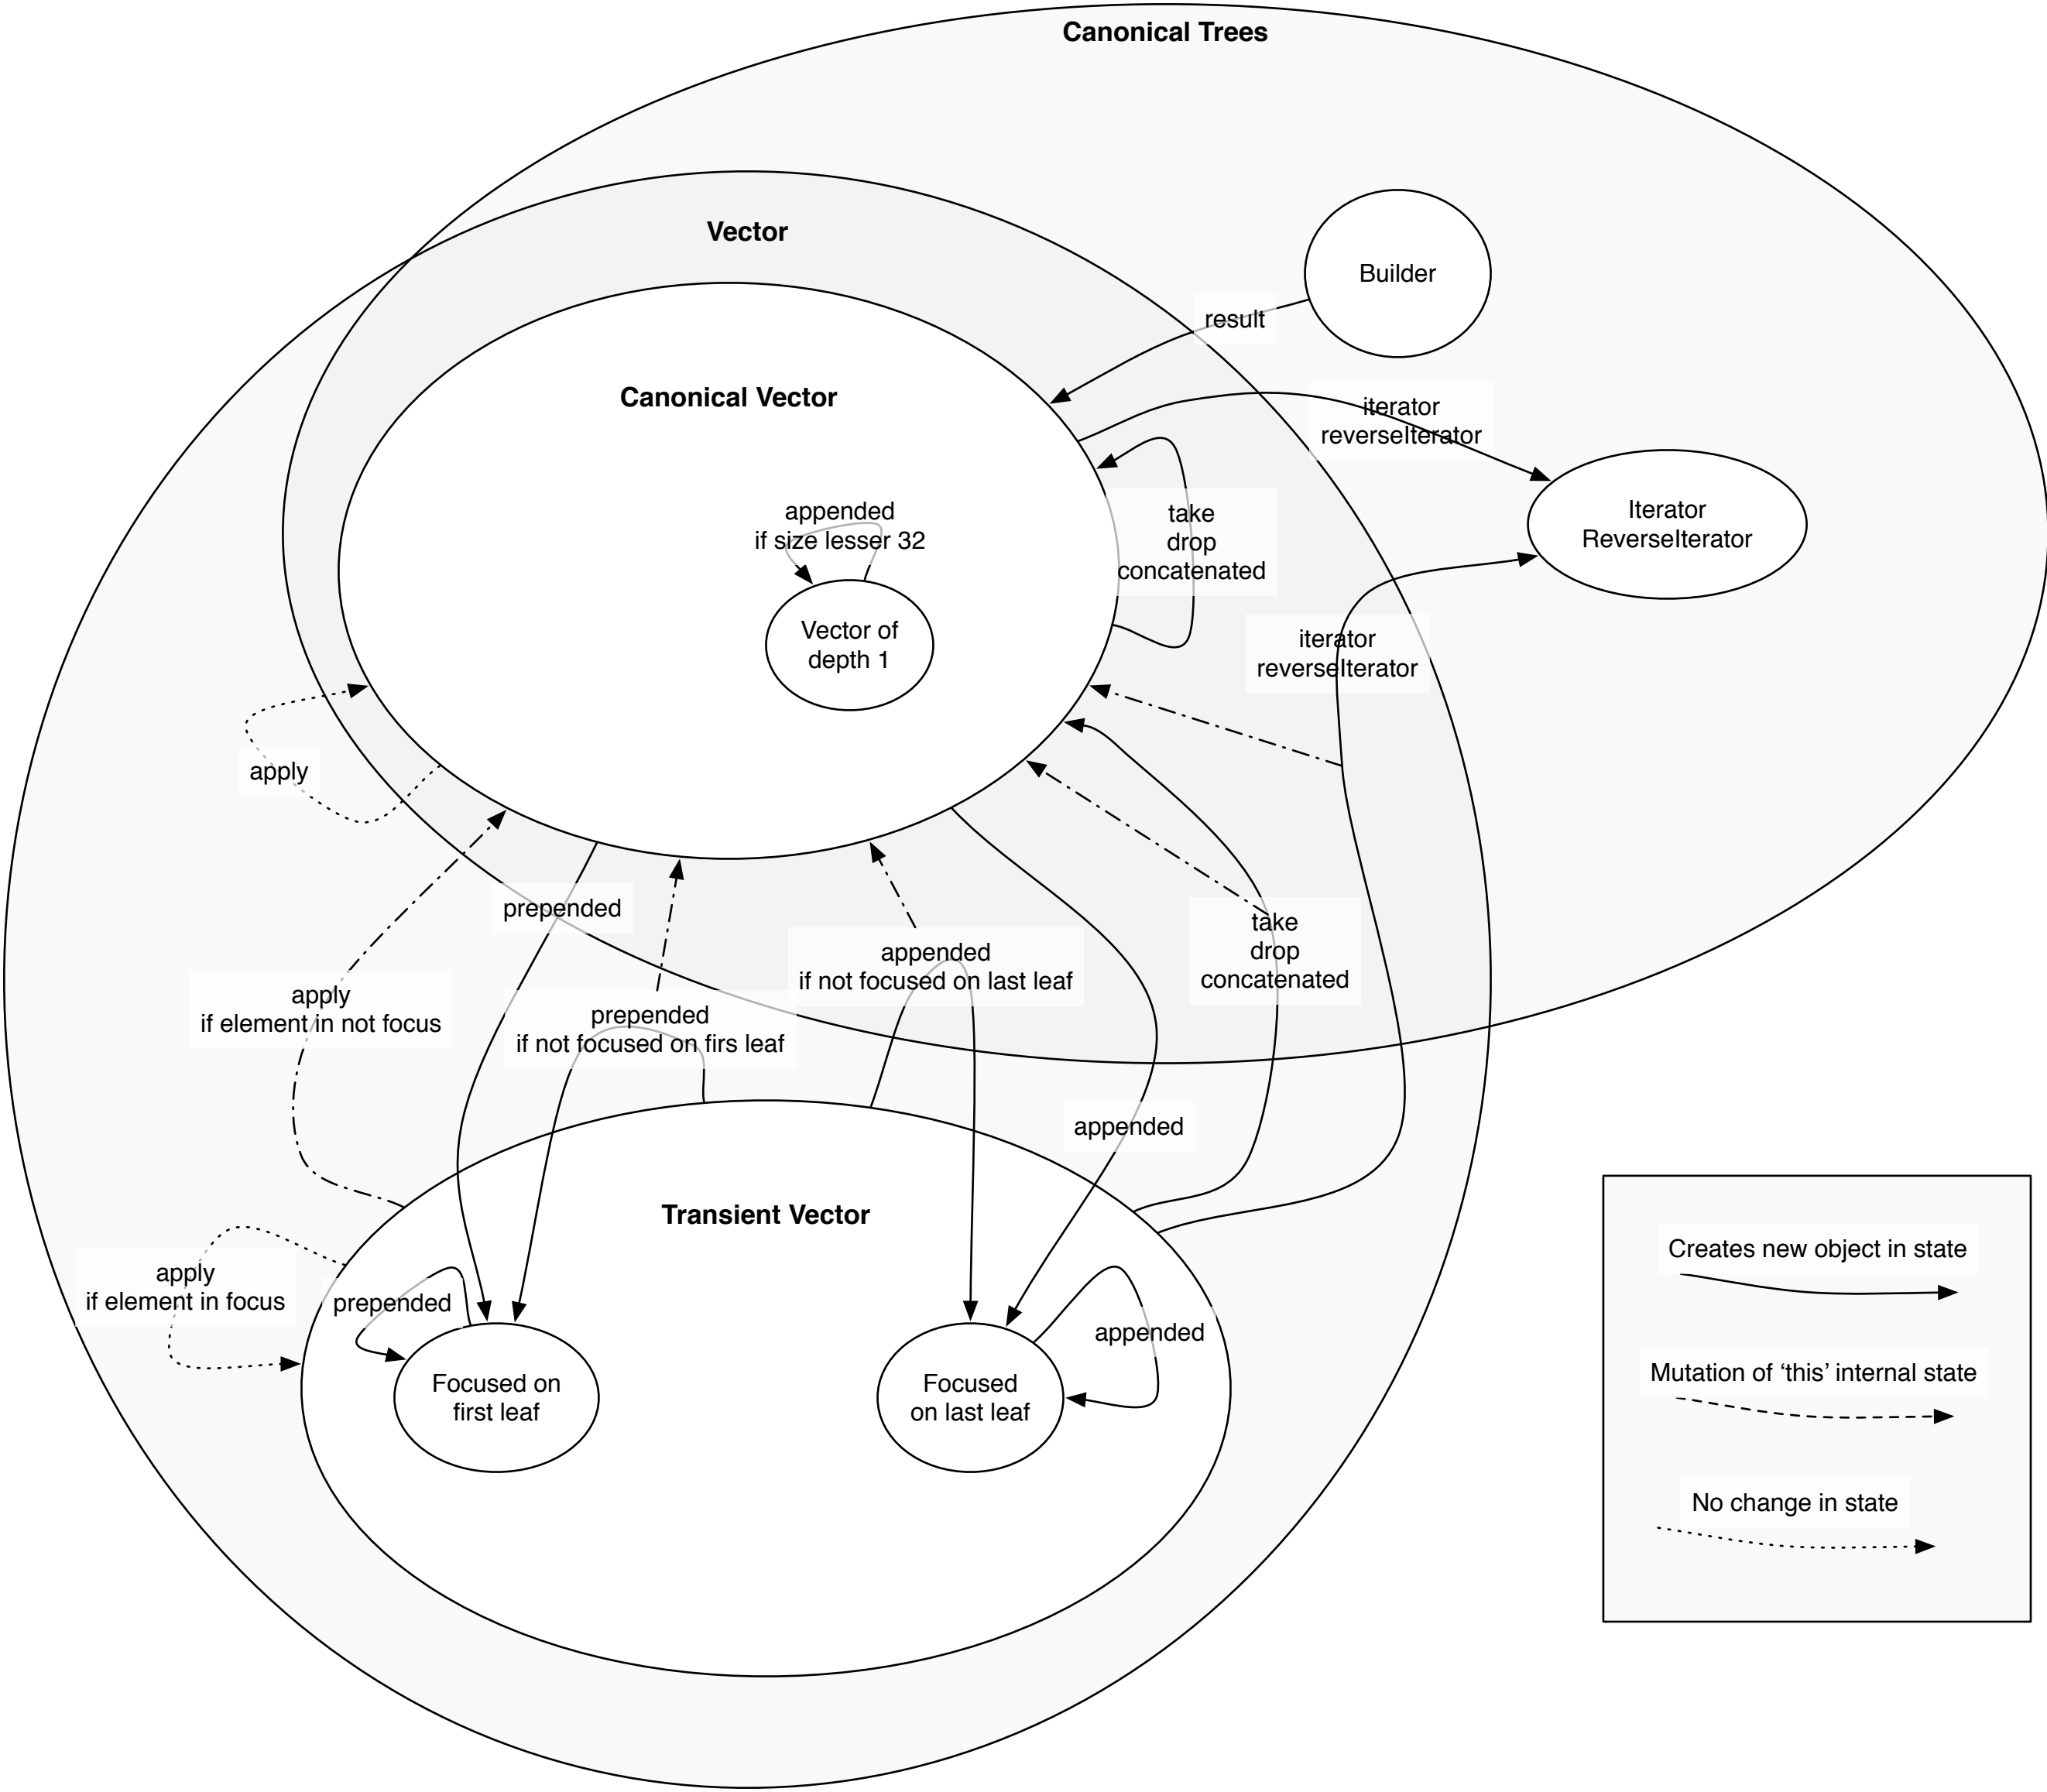 Canonical Trees
Vector
Builder
result
Canonical Vector
iterator
reverseIterator
appended
if size lesser 32
take
drop
concatenated
Iterator
ReverseIterator
Vector of
depth 1
iterator
reverseIterator
apply
prepended
take
drop
concatenated
appended
if not focused on last leaf
apply
if element in not focus
prepended
if not focused on firs leaf
appended
Transient Vector
apply
if element in focus
prepended
appended
Focused on
first leaf
Focused
on last leaf
Creates new object in state
Mutation of ‘this’ internal state
No change in state